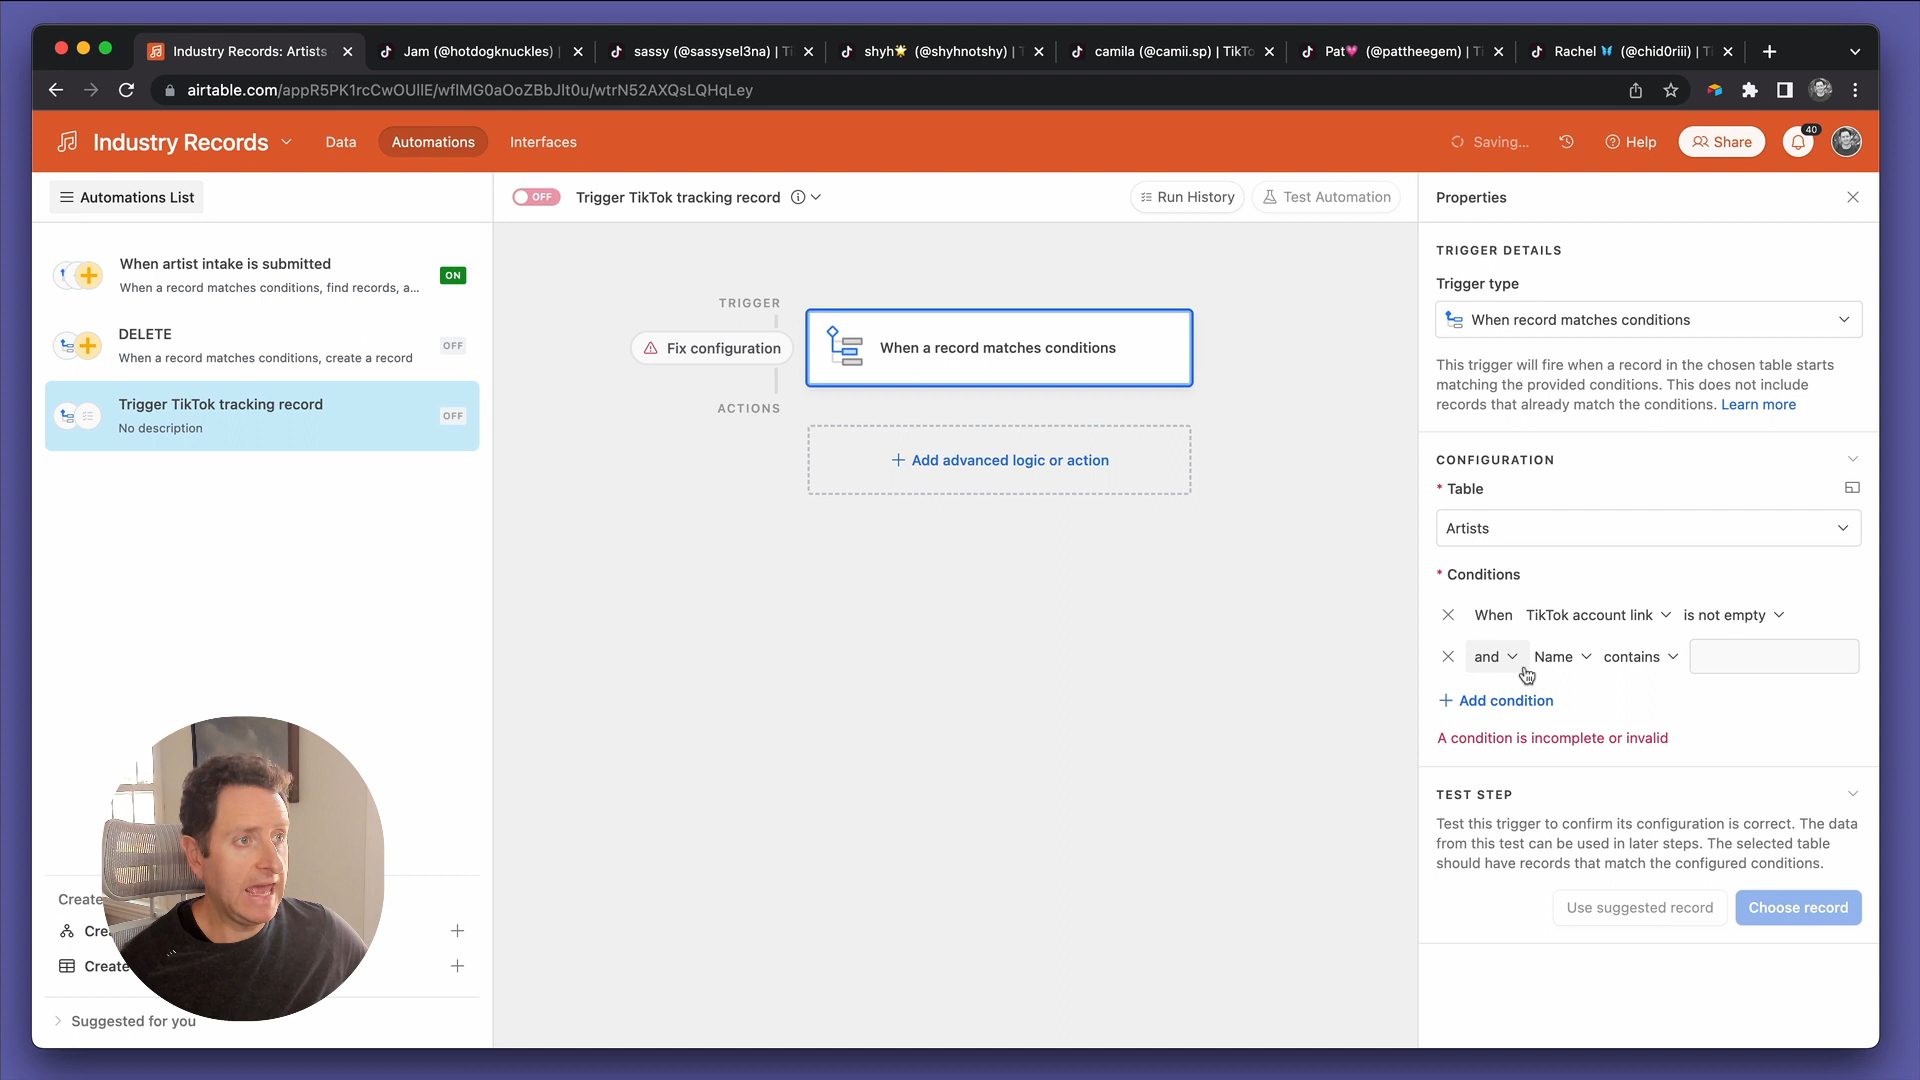 Industry Records: Artists
Jam (@hotdogknuckles) |
sassy (@sassysel3na) | Ti
shyh🌟 (@shyhnotshy) | T
camila (@camii.sp) | TikTo
Pat💗 (@pattheegem) | Ti
Rachel 🦋 (@chid0riii) | Ti
airtable.com/appR5PK1rcCwOUIlE/wflMG0aOoZBbJlt0u/wtrN52AXQsLQHqLey
Industry Records
Data
Automations
Interfaces
Saving...
Help
Share
40
Automations List
OFF
Trigger TikTok tracking record
Run History
Test Automation
Properties
When artist intake is submitted
When a record matches conditions, find records, a...
ON
DELETE
When a record matches conditions, create a record
OFF
Trigger TikTok tracking record
No description
OFF
TRIGGER
Fix configuration
When a record matches conditions
ACTIONS
+ Add advanced logic or action
TRIGGER DETAILS
Trigger type
When record matches conditions
This trigger will fire when a record in the chosen table starts
matching the provided conditions. This does not include
records that already match the conditions. Learn more
CONFIGURATION
* Table
Artists
* Conditions
When TikTok account link is not empty
and Name contains
+ Add condition
A condition is incomplete or invalid
TEST STEP
Test this trigger to confirm its configuration is correct. The data
from this test can be used in later steps. The selected table
should have records that match the configured conditions.
Use suggested record
Choose record
Create
Cre
Create
Suggested for you